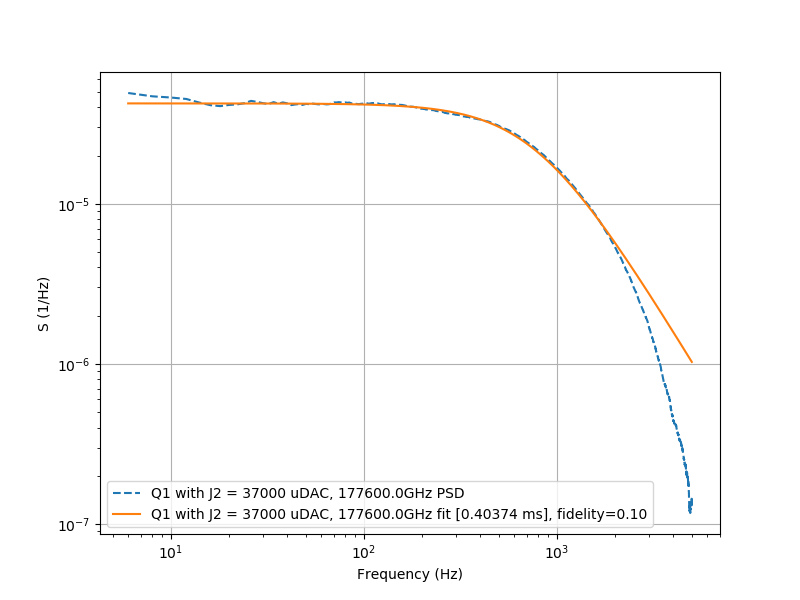 S (1/Hz)
10⁻⁵
10⁻⁶
10⁻⁷
Q1 with J2 = 37000 uDAC, 177600.0GHz PSD
Q1 with J2 = 37000 uDAC, 177600.0GHz fit [0.40374 ms], fidelity=0.10
10¹
10²
10³
Frequency (Hz)